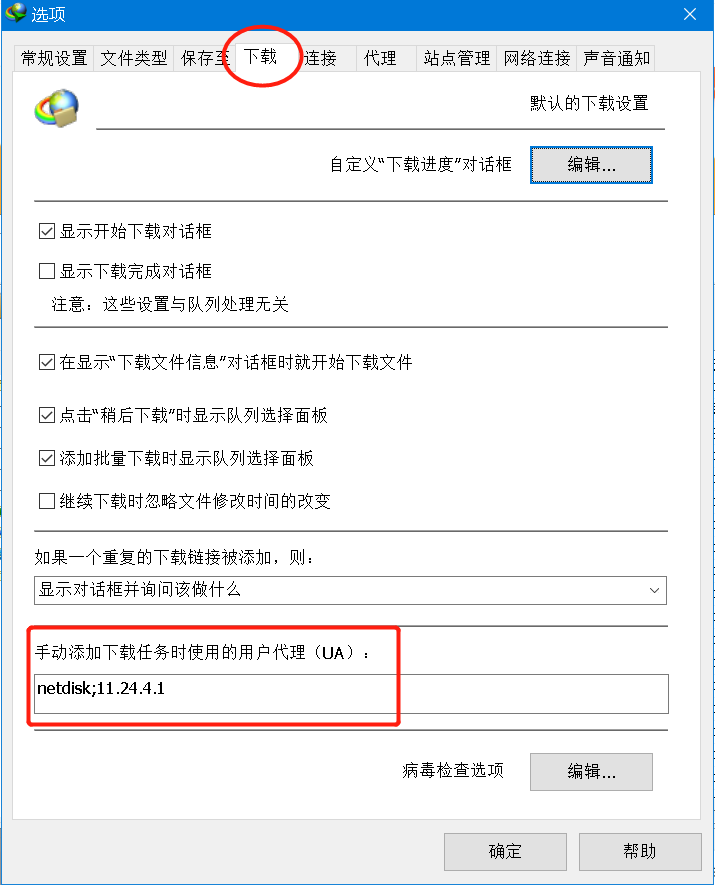 选项
常规设置 文件类型 保存至 下载 连接 代理 站点管理 网络连接 声音通知
默认的下载设置
自定义“下载进度”对话框 编辑...
显示开始下载对话框
显示下载完成对话框
注意：这些设置与队列处理无关
在显示“下载文件信息”对话框时就开始下载文件
点击“稍后下载”时显示队列选择面板
添加批量下载时显示队列选择面板
继续下载时忽略文件修改时间的改变
如果一个重复的下载链接被添加，则：
显示对话框并询问该做什么
手动添加下载任务时使用的用户代理（UA）：
netdisk;11.24.4.1
病毒检查选项 编辑...
确定 帮助